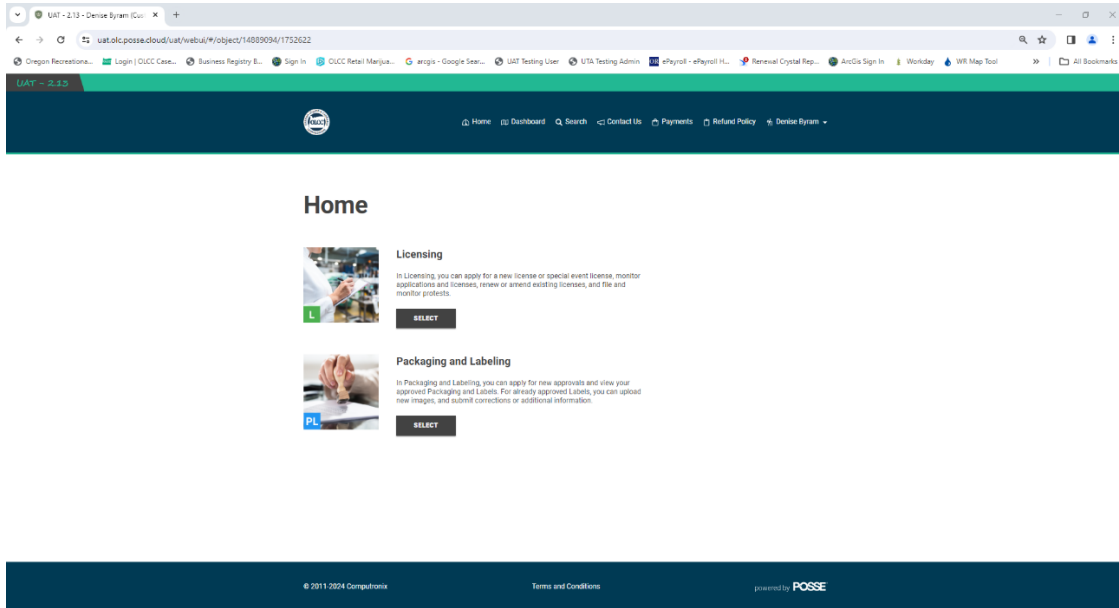 UAT - 2.13 - Denise Byram (Cus
uat.olc.posse.cloud/uat/webui/#/object/14889094/1752622
Oregon Recreationa... Login | OLCC Case... Business Registry B... Sign In OLCC Retail Marijua... arcgis - Google Sear... UAT Testing User UTA Testing Admin ePayroll - ePayroll H... Renewal Crystal Rep... ArcGis Sign In Workday WR Map Tool » All Bookmarks
UAT - 2.13
Home Dashboard Search Contact Us Payments Refund Policy Denise Byram
Home
Licensing
In Licensing, you can apply for a new license or special event license, monitor
applications and licenses, renew or amend existing licenses, and file and
monitor protests.
L
SELECT
Packaging and Labeling
In Packaging and Labeling, you can apply for new approvals and view your
approved Packaging and Labels. For already approved Labels, you can upload
new images, and submit corrections or additional information.
PL
SELECT
© 2011-2024 Computronix Terms and Conditions powered by POSSE